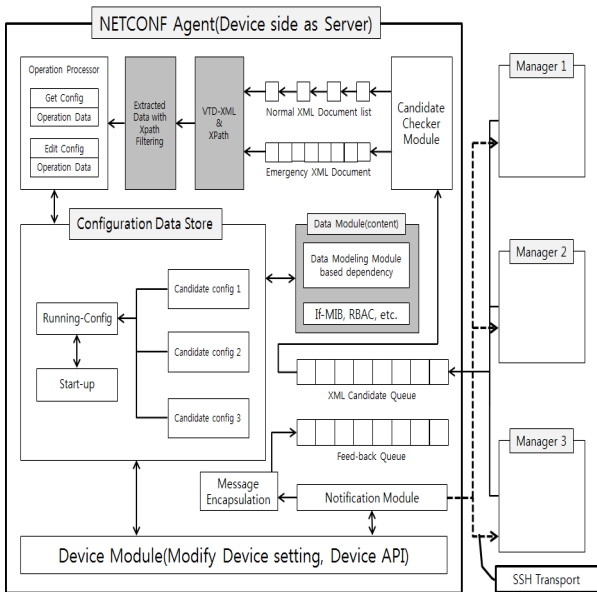 NETCONF Agent(Device side as Server)
Operation Processor
Get Config
Operation Data
Edit Config
Operation Data
Extracted
Data with
Xpath
Filtering
VTD-XML
&
XPath
Normal XML Document list
Emergency XML Document
Candidate
Checker
Module
Manager 1
Configuration Data Store
Running-Config
Start-up
Candidate config 1
Candidate config 2
Candidate config 3
Data Module(content)
Data Modeling Module
based dependency
If-MIB, RBAC, etc.
Manager 2
XML Candidate Queue
Feed-back Queue
Message
Encapsulation
Notification Module
Manager 3
Device Module(Modify Device setting, Device API)
SSH Transport